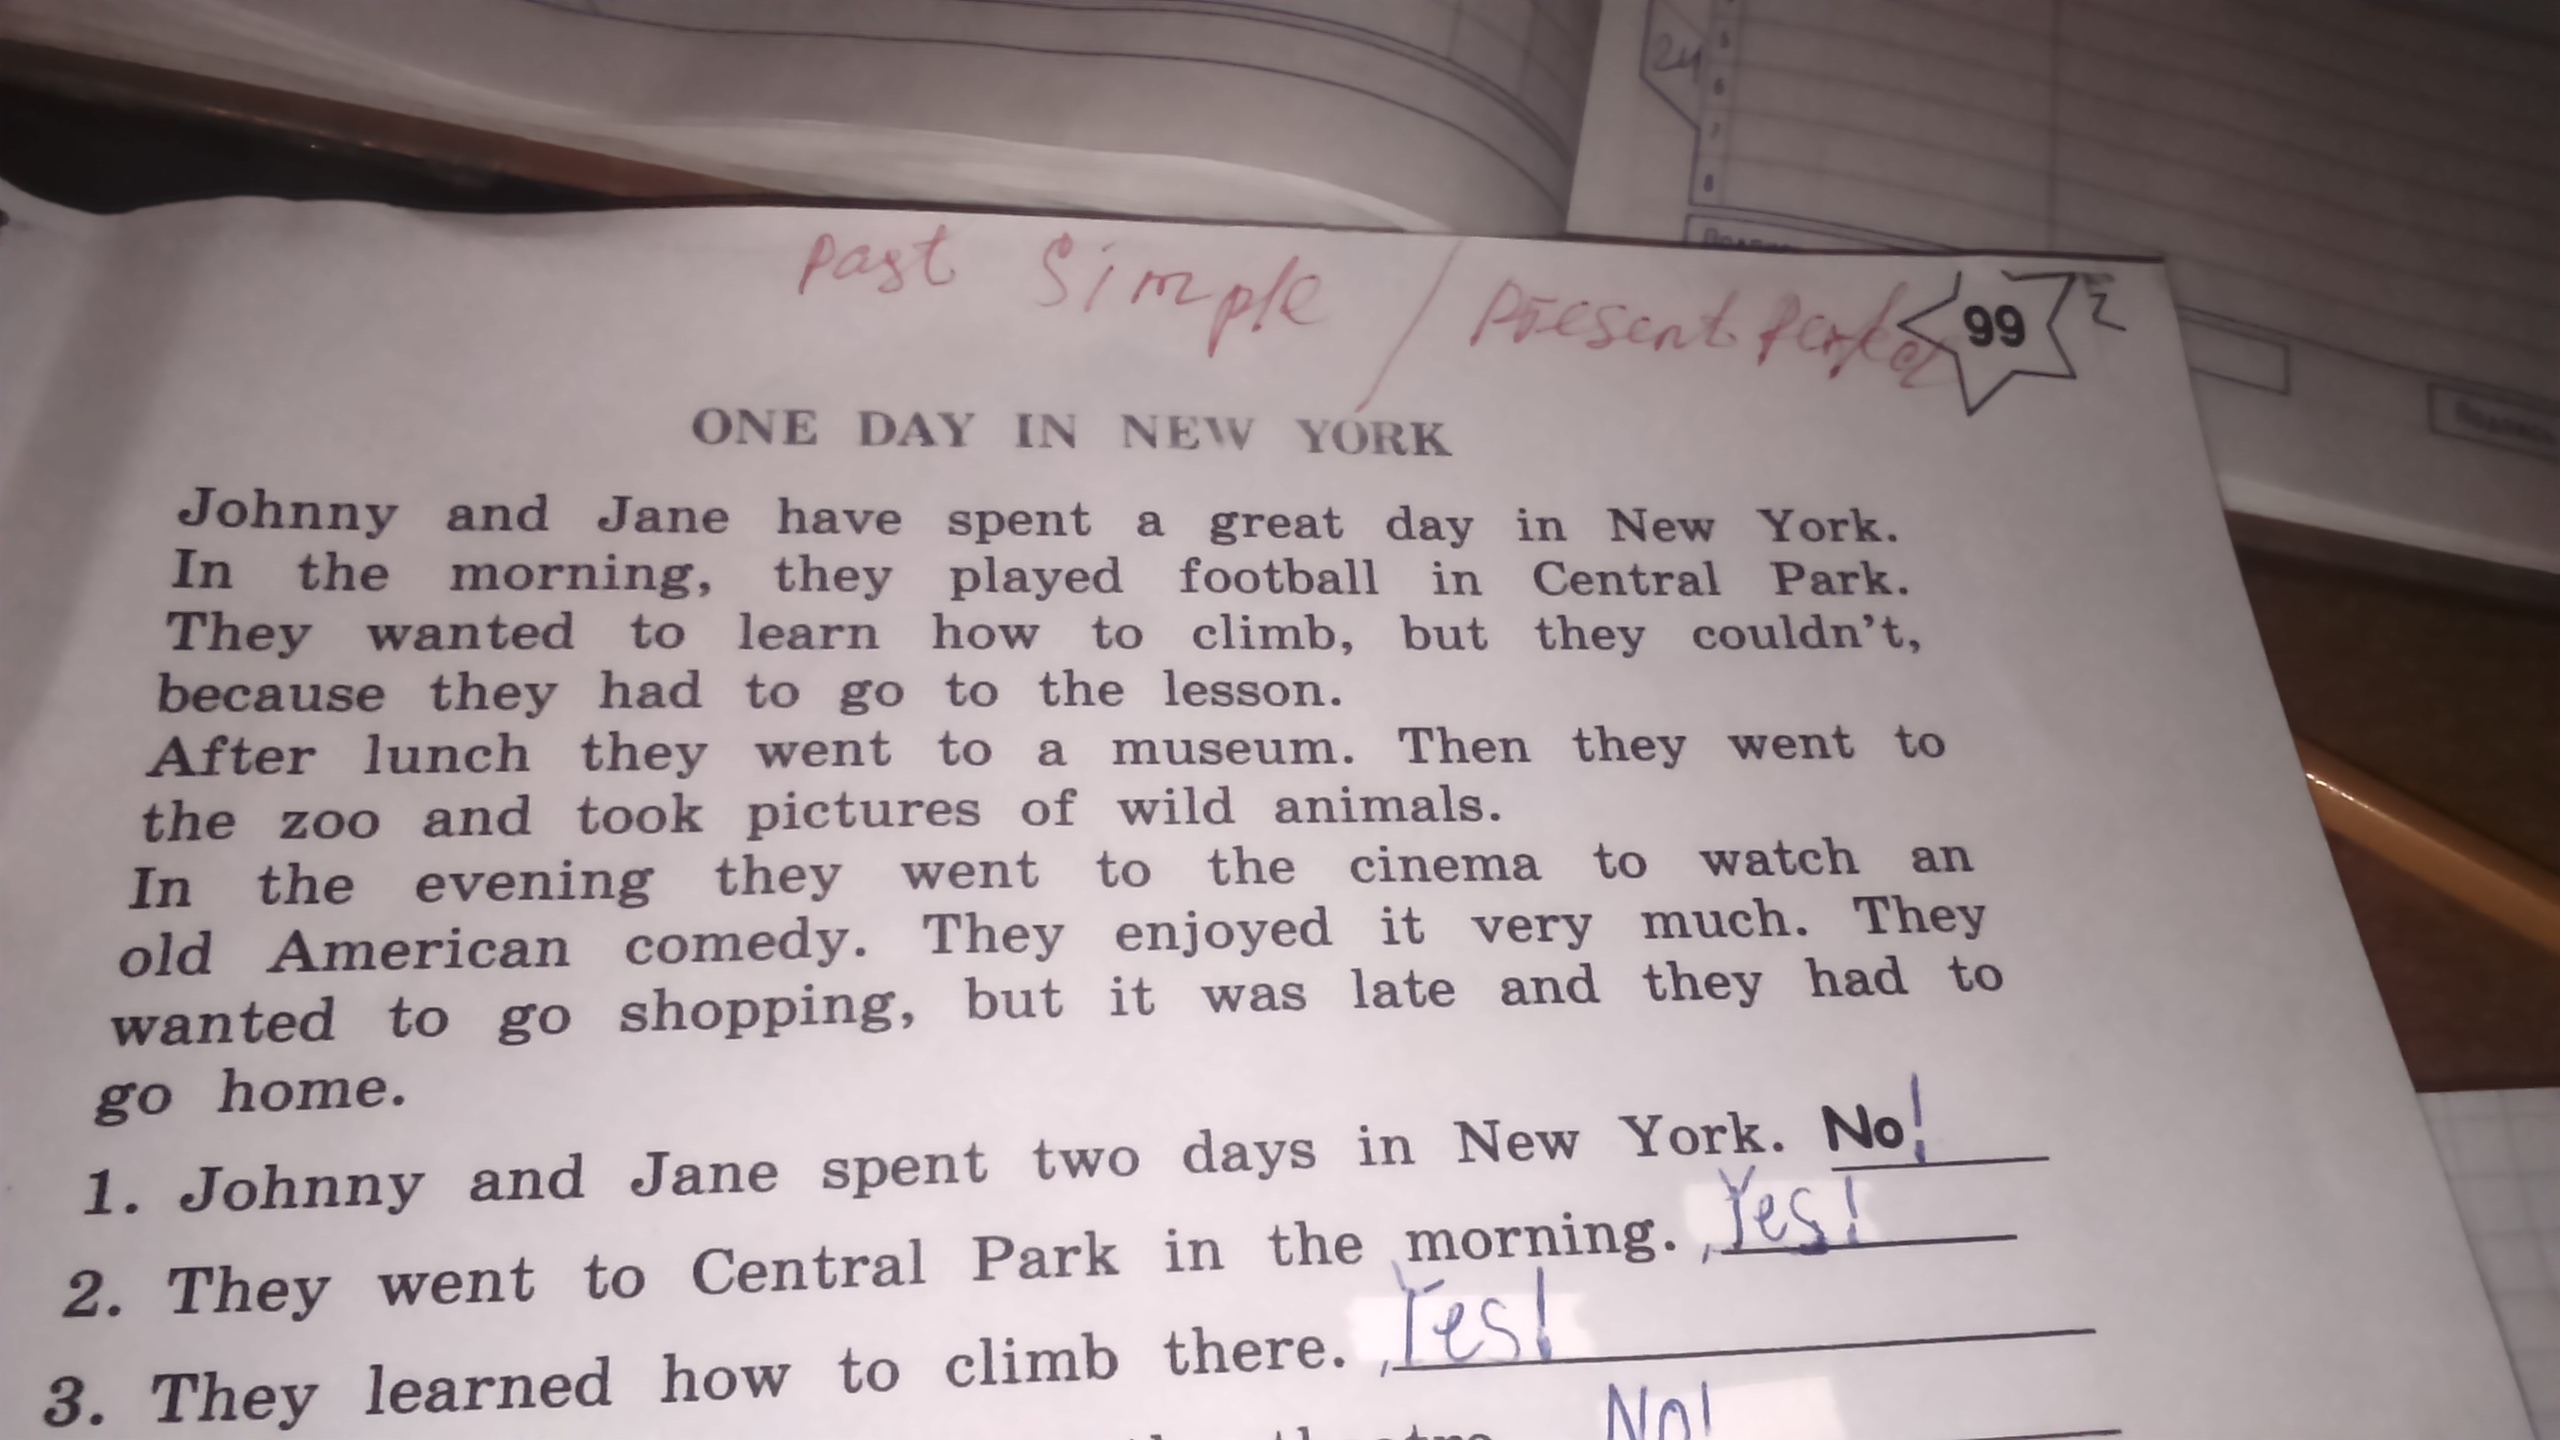 24
5
6
7
8
Past Simple / Present Perfect
99
ONE DAY IN NEW YORK
Johnny and Jane have spent a great day in New York.
In the morning, they played football in Central Park.
They wanted to learn how to climb, but they couldn't,
because they had to go to the lesson.
After lunch they went to a museum. Then they went to
the zoo and took pictures of wild animals.
In the evening they went to the cinema to watch an
old American comedy. They enjoyed it very much. They
wanted to go shopping, but it was late and they had to
go home.
1. Johnny and Jane spent two days in New York. No!
2. They went to Central Park in the morning. Yes!
3. They learned how to climb there. Yes!
No!